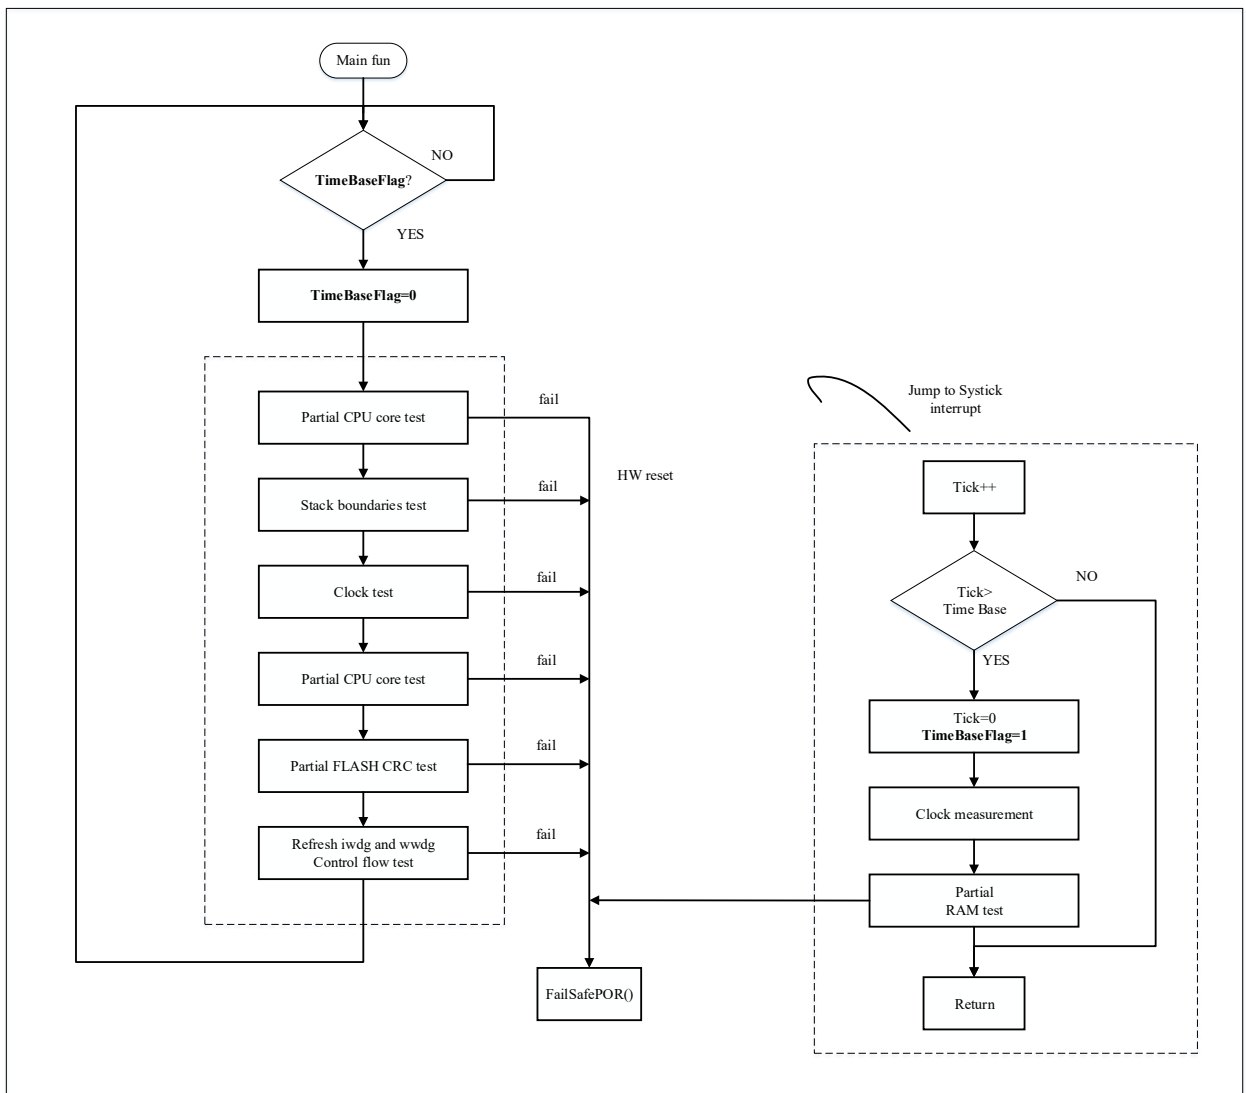 Main fun
NO
TimeBaseFlag?
YES
TimeBaseFlag=0
Partial CPU core test
fail
Stack boundaries test
fail
Clock test
fail
Partial CPU core test
fail
Partial FLASH CRC test
fail
Refresh iwdg and wwdg
Control flow test
fail
HW reset
FailSafePOR()
Jump to Systick
interrupt
Tick++
Tick>
Time Base
NO
YES
Tick=0
TimeBaseFlag=1
Clock measurement
Partial
RAM test
Return